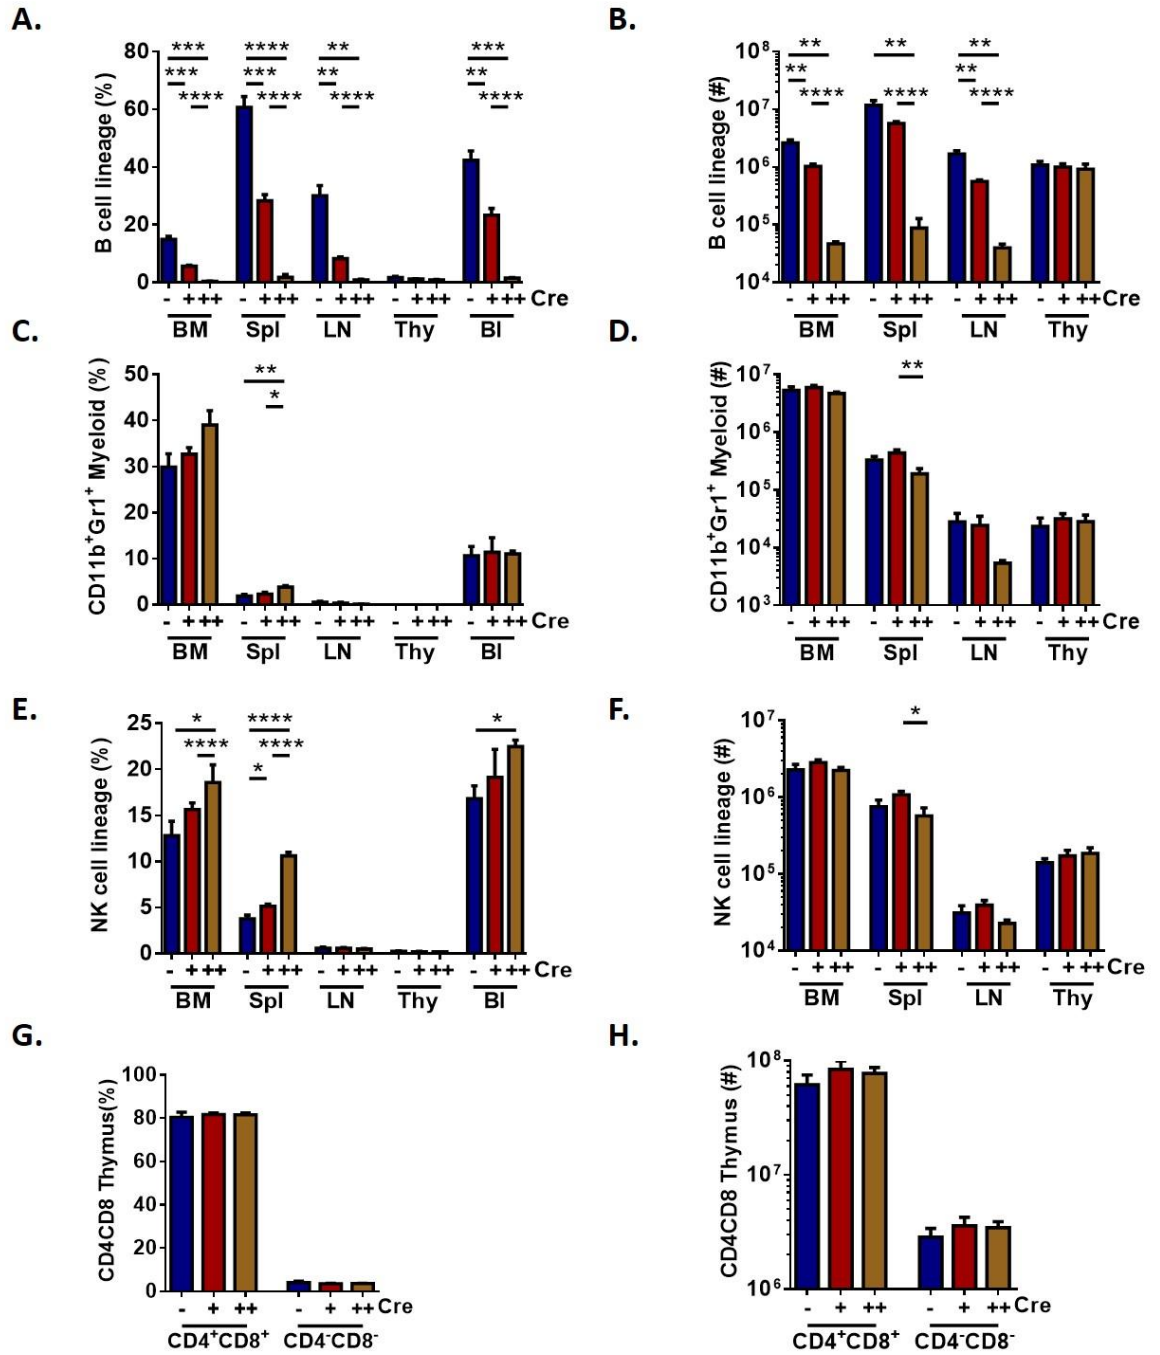 A.
B cell lineage (%)
80
60
40
20
0
*** **** ** ***
*** *** ** **
**** **** **** ****
- + ++ - + ++ - + ++ - + ++ - + ++ Cre
BM Spl LN Thy Bl
B.
B cell lineage (#)
10⁸
10⁷
10⁶
10⁵
10⁴
** ** **
** **
**** **** ****
- + ++ - + ++ - + ++ - + ++ Cre
BM Spl LN Thy
C.
CD11b⁺Gr1⁺ Myeloid (%)
50
40
30
20
10
0
**
*
- + ++ - + ++ - + ++ - + ++ - + ++ Cre
BM Spl LN Thy Bl
D.
CD11b⁺Gr1⁺ Myeloid (#)
10⁷
10⁶
10⁵
10⁴
10³
**
- + ++ - + ++ - + ++ - + ++ Cre
BM Spl LN Thy
E.
NK cell lineage (%)
25
20
15
10
5
0
* **** *
**** ****
*
- + ++ - + ++ - + ++ - + ++ - + ++ Cre
BM Spl LN Thy Bl
F.
NK cell lineage (#)
10⁷
10⁶
10⁵
10⁴
*
- + ++ - + ++ - + ++ - + ++ Cre
BM Spl LN Thy
G.
CD4CD8 Thymus(%)
100
80
60
40
20
0
- + ++ - + ++ Cre
CD4⁺CD8⁺ CD4⁻CD8⁻
H.
CD4CD8 Thymus (#)
10⁸
10⁷
10⁶
- + ++ - + ++ Cre
CD4⁺CD8⁺ CD4⁻CD8⁻